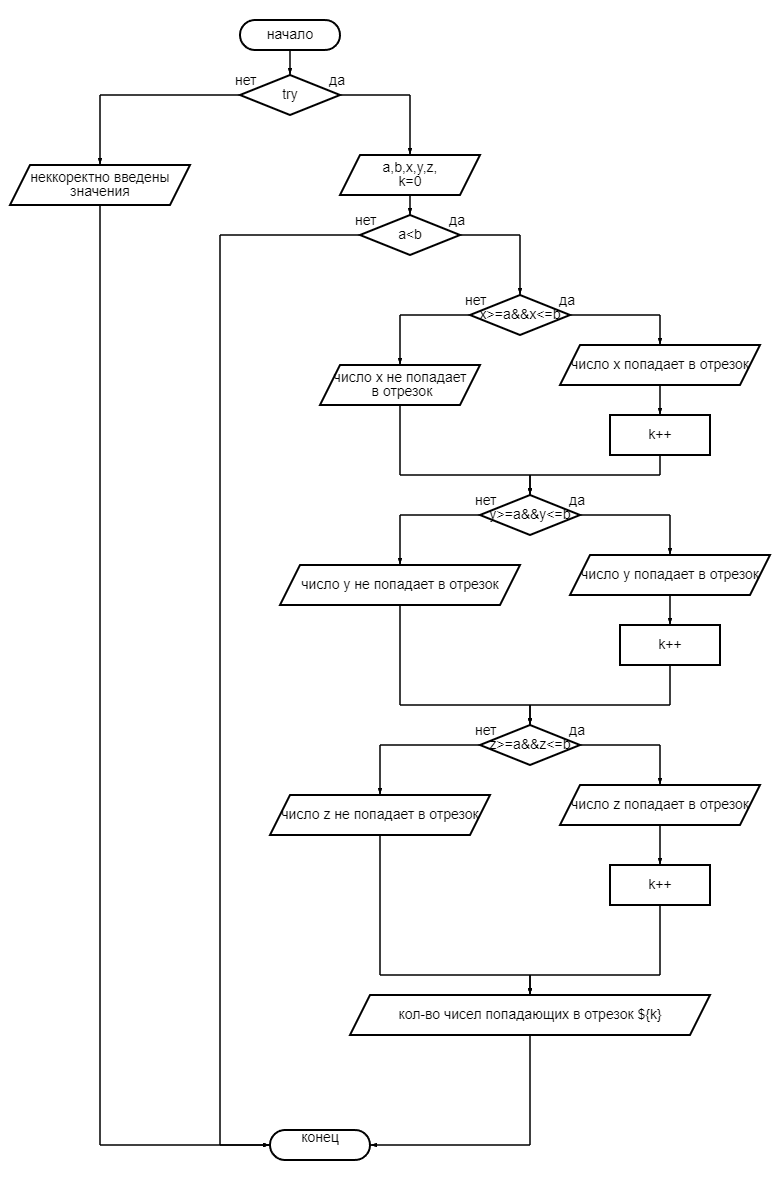 начало
нет
да
try
неккоректно введены
значения
a,b,x,y,z,
k=0
нет
да
a<b
нет
да
x>=a&&x<=b
число x не попадает
в отрезок
число x попадает в отрезок
k++
нет
да
y>=a&&y<=b
число y не попадает в отрезок
число y попадает в отрезок
k++
нет
да
z>=a&&z<=b
число z не попадает в отрезок
число z попадает в отрезок
k++
кол-во чисел попадающих в отрезок ${k}
конец